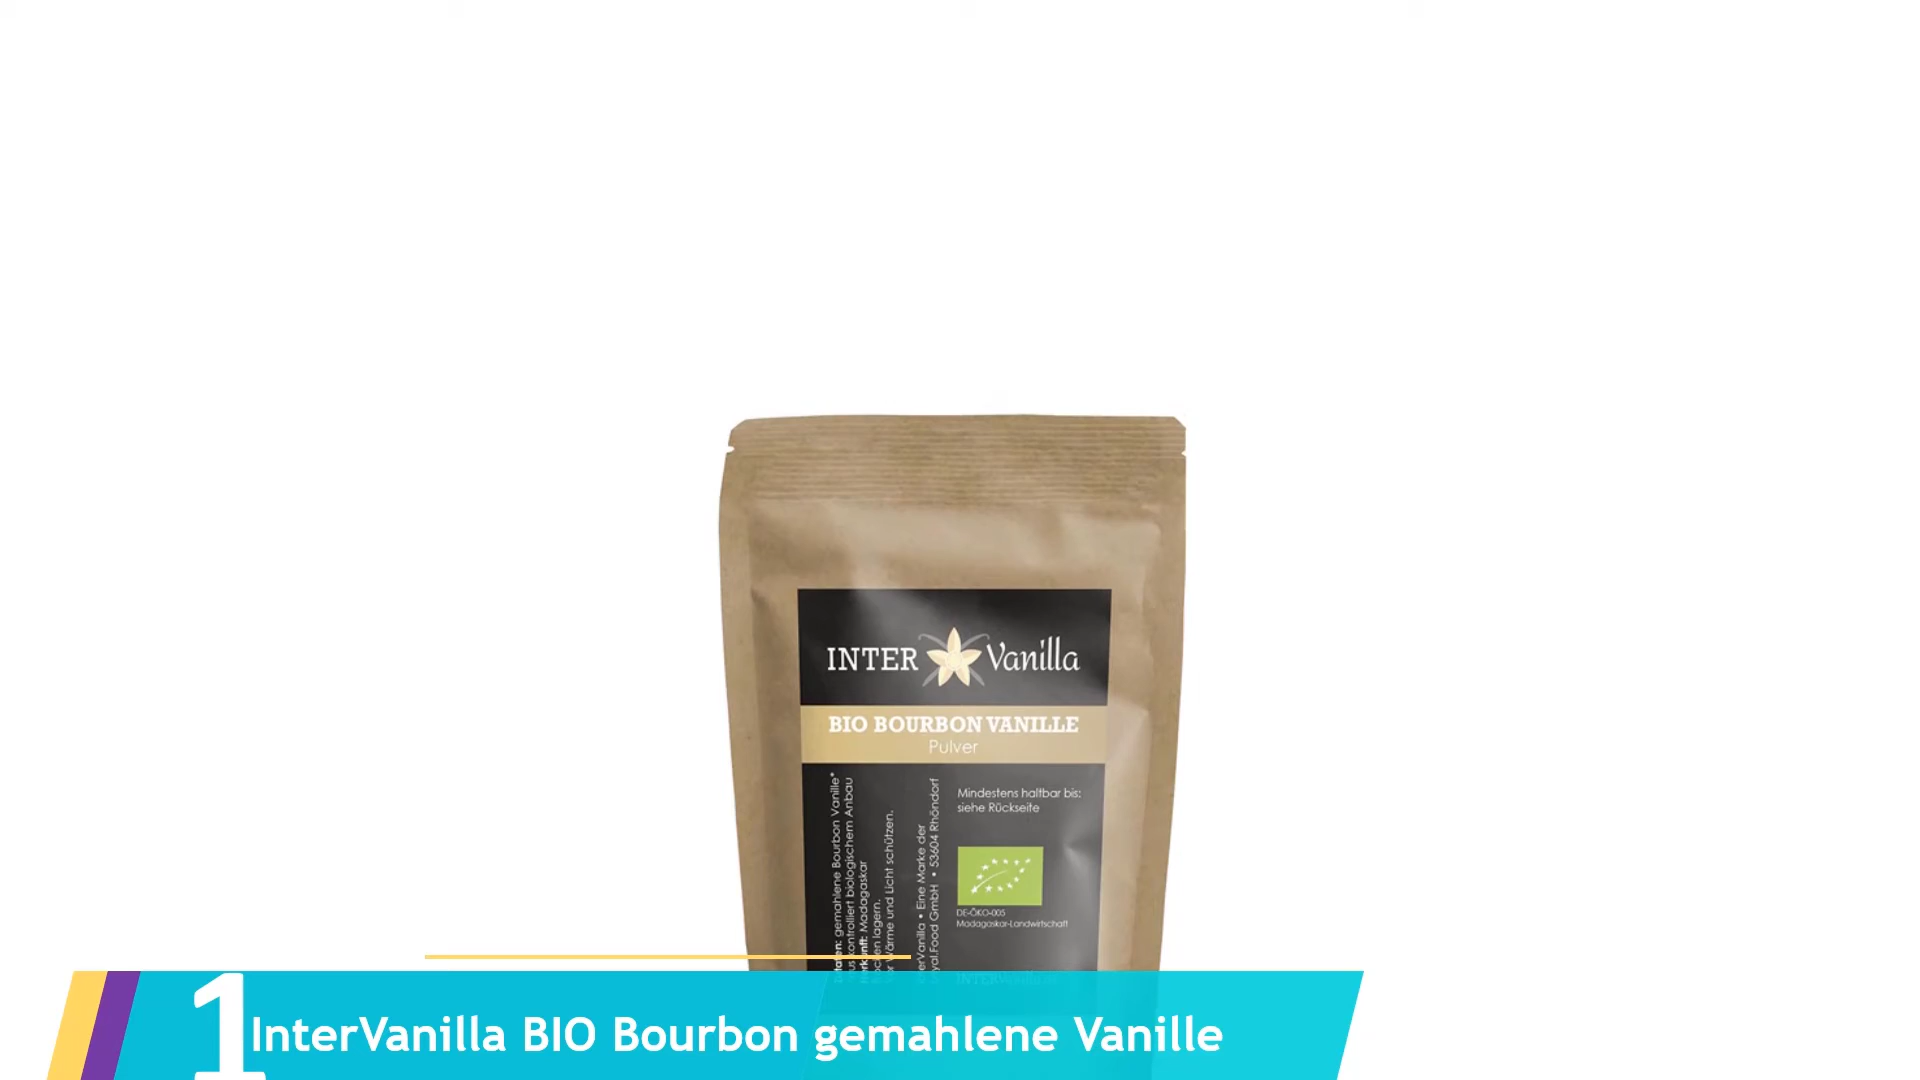 INTER Vanilla
BIO BOURBON VANILLE
Pulver
gemahlene Bourbon Vanille*
kontrolliert biologischem Anbau
Madagaskar
lagern.
Wärme und Licht schützen.
• Eine Marke der
GmbH • 53604 Rhöndorf
Mindestens haltbar bis:
siehe Rückseite
DE-ÖKO-005
Madagaskar-Landwirtschaft
1
InterVanilla BIO Bourbon gemahlene Vanille